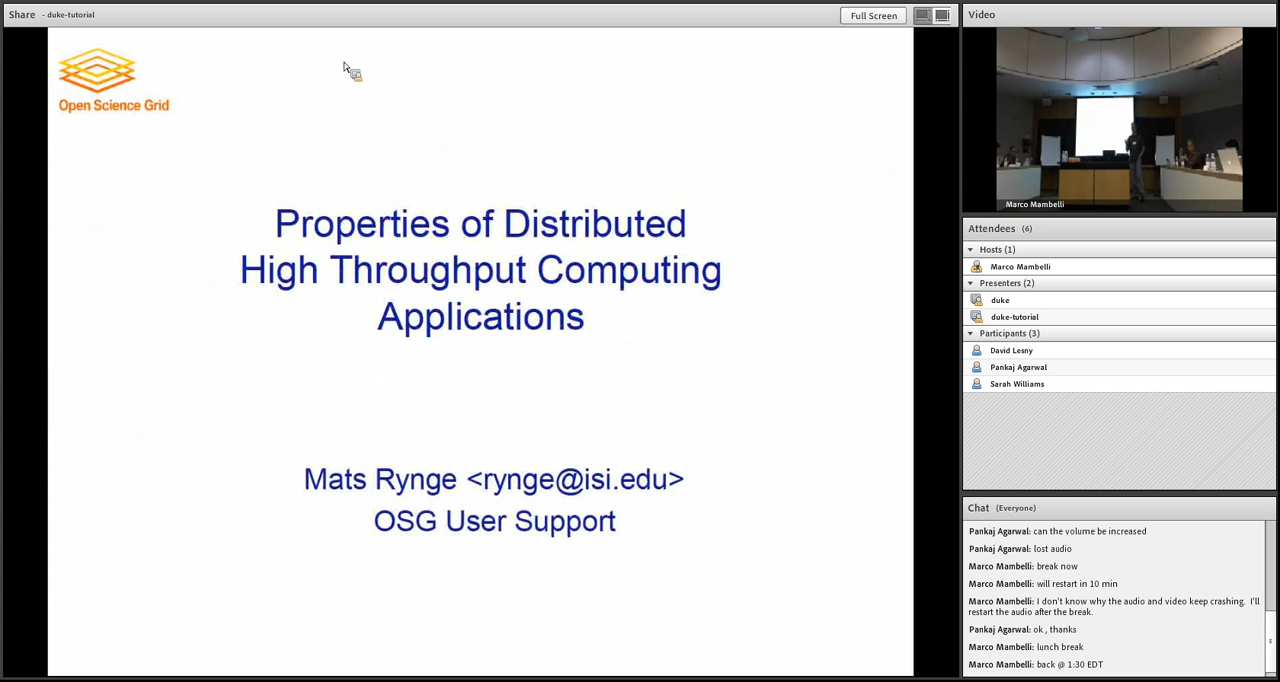 Share - duke-tutorial
Full Screen
Open Science Grid
Properties of Distributed
High Throughput Computing
Applications
Mats Rynge <rynge@isi.edu>
OSG User Support
Video
Marco Mambelli
Attendees (6)
Hosts (1)
Marco Mambelli
Presenters (2)
duke
duke-tutorial
Participants (3)
David Lesny
Pankaj Agarwal
Sarah Williams
Chat (Everyone)
Pankaj Agarwal: can the volume be increased
Pankaj Agarwal: lost audio
Marco Mambelli: break now
Marco Mambelli: will restart in 10 min
Marco Mambelli: I don't know why the audio and video keep crashing. I'll
restart the audio after the break.
Pankaj Agarwal: ok , thanks
Marco Mambelli: lunch break
Marco Mambelli: back @ 1:30 EDT